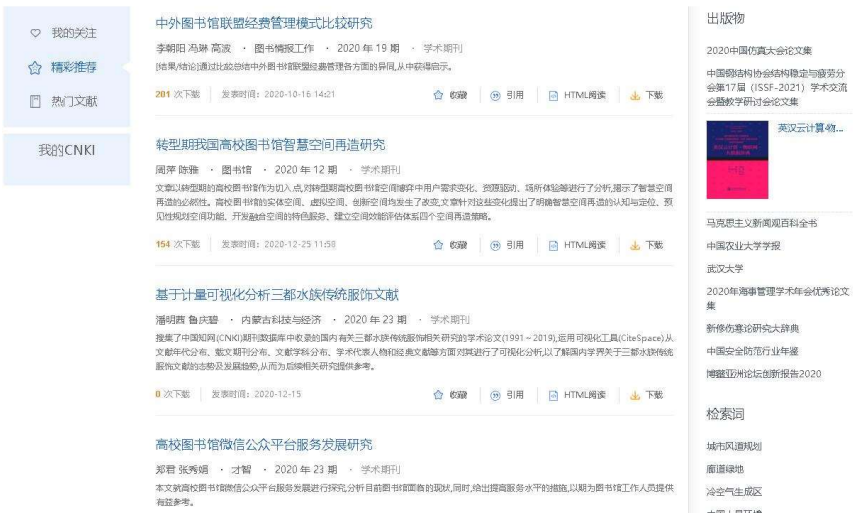 我的关注
精彩推荐
热门文献
我的CNKI
中外图书馆联盟经费管理模式比较研究
李朝阳 冯琳 高波 · 图书情报工作 · 2020 年 19 期 · 学术期刊
[结果/结论]通过比较总结中外图书馆联盟经费管理各方面的异同,从中获得启示。
201 次下载 发表时间：2020-10-16 14:21 收藏 引用 HTML阅读 下载
转型期我国高校图书馆智慧空间再造研究
周萍 陈雅 · 图书馆 · 2020 年 12 期 · 学术期刊
文章以转型期的高校图书馆作为切入点,对转型期高校图书馆空间嬗变中用户需求变化、资源驱动、场所体验等进行了分析,揭示了智慧空间
再造的必然性。高校图书馆的实体空间、虚拟空间、创新空间均发生了改变,文章针对这些变化提出了明确智慧空间再造的认知与定位、预
见性规划空间功能、开发融合空间的特色服务、建立空间效能评估体系四个空间再造策略。
154 次下载 发表时间：2020-12-25 11:50 收藏 引用 HTML阅读 下载
基于计量可视化分析三都水族传统服饰文献
潘明茜 鲁庆碧 · 内蒙古科技与经济 · 2020 年 23 期 · 学术期刊
搜集了中国知网(CNKI)期刊数据库中收录的国内有关三都水族传统服饰相关研究的学术论文(1991～2019),运用可视化工具(CiteSpace)从
文献年代分布、载文期刊分布、文献学科分布、学术代表人物和经典文献等方面对其进行了可视化分析,以了解国内学界关于三都水族传统
服饰文献的态势及发展趋势,从而为后续相关研究提供参考。
0 次下载 发表时间：2020-12-15 收藏 引用 HTML阅读 下载
高校图书馆微信公众平台服务发展研究
郑君 张秀娟 · 才智 · 2020 年 23 期 · 学术期刊
本文就高校图书馆微信公众平台服务发展进行探究,分析目前图书馆面临的现状,同时,给出提高服务水平的措施,以期为图书馆工作人员提供
有益参考。
出版物
2020中国仿真大会论文集
中国钢结构协会结构稳定与疲劳分
会第17届（ISSF-2021）学术交流
会暨教学研讨会论文集
英汉云计算·物...
马克思主义新闻观百科全书
中国农业大学学报
武汉大学
2020年海事管理学术年会优秀论文
集
新修伤寒论研究大辞典
中国安全防范行业年鉴
博鳌亚洲论坛创新报告2020
检索词
城市风道规划
廊道绿地
冷空气生成区